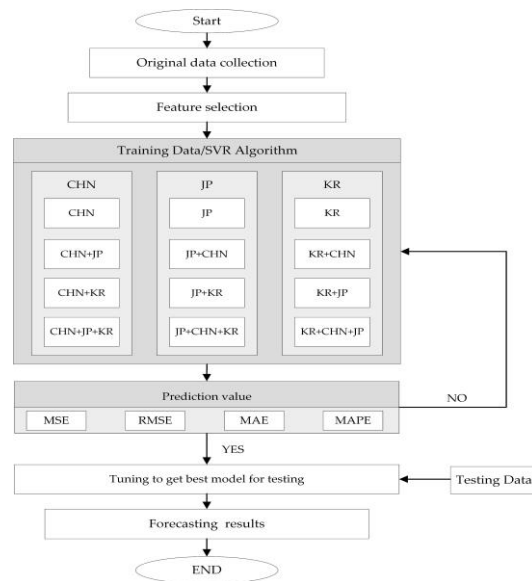 Start
Original data collection
Feature selection
Training Data/SVR Algorithm
CHN
CHN
CHN+JP
CHN+KR
CHN+JP+KR
JP
JP
JP+CHN
JP+KR
JP+CHN+KR
KR
KR
KR+CHN
KR+JP
KR+CHN+JP
Prediction value
MSE
RMSE
MAE
MAPE
NO
YES
Tuning to get best model for testing
Testing Data
Forecasting results
END